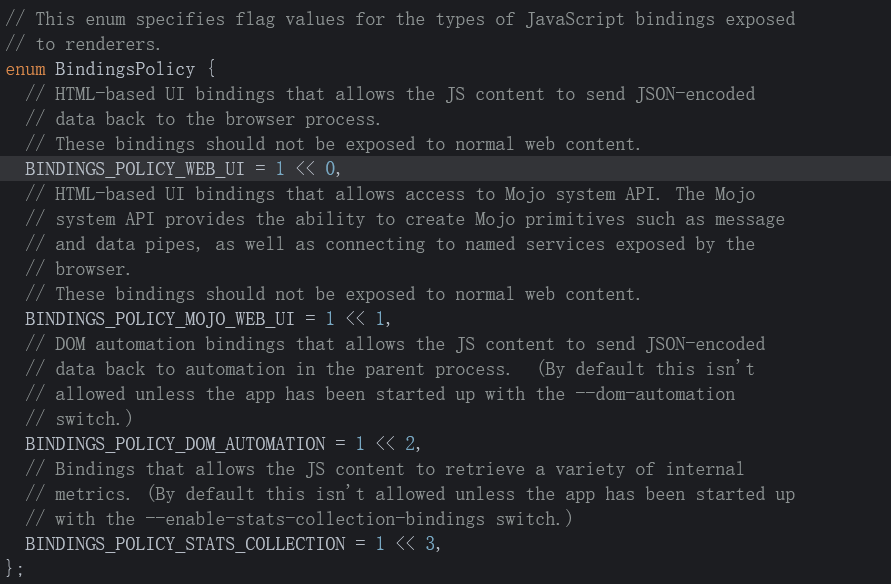 // This enum specifies flag values for the types of JavaScript bindings exposed
// to renderers.
enum BindingsPolicy {
  // HTML-based UI bindings that allows the JS content to send JSON-encoded
  // data back to the browser process.
  // These bindings should not be exposed to normal web content.
  BINDINGS_POLICY_WEB_UI = 1 << 0,
  // HTML-based UI bindings that allows access to Mojo system API. The Mojo
  // system API provides the ability to create Mojo primitives such as message
  // and data pipes, as well as connecting to named services exposed by the
  // browser.
  // These bindings should not be exposed to normal web content.
  BINDINGS_POLICY_MOJO_WEB_UI = 1 << 1,
  // DOM automation bindings that allows the JS content to send JSON-encoded
  // data back to automation in the parent process.  (By default this isn't
  // allowed unless the app has been started up with the --dom-automation
  // switch.)
  BINDINGS_POLICY_DOM_AUTOMATION = 1 << 2,
  // Bindings that allows the JS content to retrieve a variety of internal
  // metrics. (By default this isn't allowed unless the app has been started up
  // with the --enable-stats-collection-bindings switch.)
  BINDINGS_POLICY_STATS_COLLECTION = 1 << 3,
};